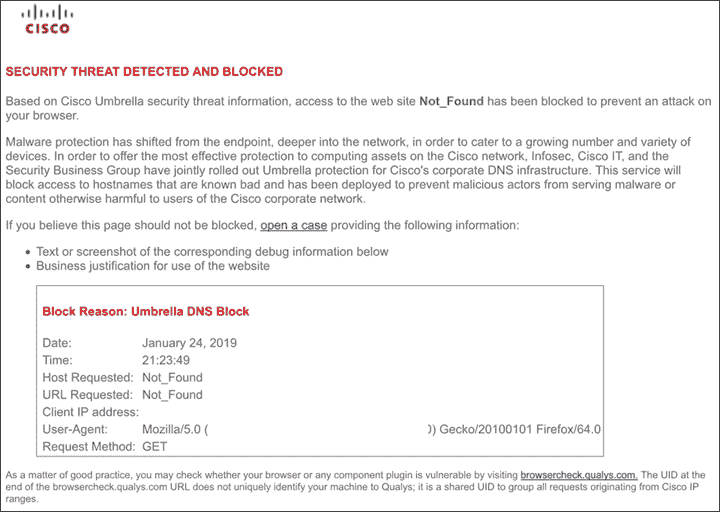 CISCO
SECURITY THREAT DETECTED AND BLOCKED
Based on Cisco Umbrella security threat information, access to the web site Not_Found has been blocked to prevent an attack on
your browser.
Malware protection has shifted from the endpoint, deeper into the network, in order to cater to a growing number and variety of
devices. In order to offer the most effective protection to computing assets on the Cisco network, Infosec, Cisco IT, and the
Security Business Group have jointly rolled out Umbrella protection for Cisco's corporate DNS infrastructure. This service will
block access to hostnames that are known bad and has been deployed to prevent malicious actors from serving malware or
content otherwise harmful to users of the Cisco corporate network.
If you believe this page should not be blocked, open a case providing the following information:
• Text or screenshot of the corresponding debug information below
• Business justification for use of the website
Block Reason: Umbrella DNS Block
Date: January 24, 2019
Time: 21:23:49
Host Requested: Not_Found
URL Requested: Not_Found
Client IP address:
User-Agent: Mozilla/5.0 ( )) Gecko/20100101 Firefox/64.0
Request Method: GET
As a matter of good practice, you may check whether your browser or any component plugin is vulnerable by visiting browsercheck.qualys.com. The UID at the
end of the browsercheck.qualys.com URL does not uniquely identify your machine to Qualys; it is a shared UID to group all requests originating from Cisco IP
ranges.